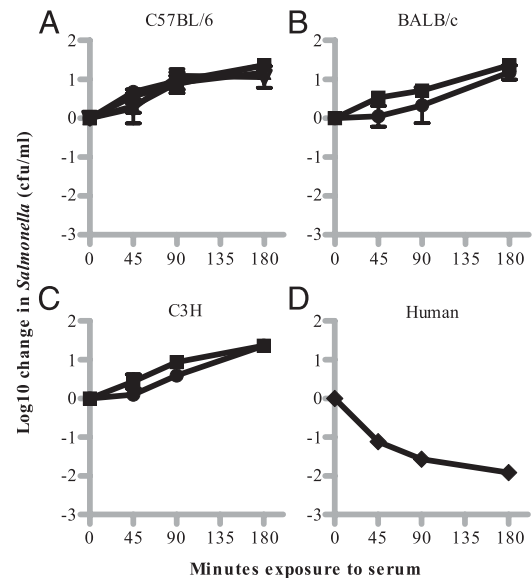 A C57BL/6
2
1
0
-1
-2
-3
0 45 90 135 180
B BALB/c
2
1
0
-1
-2
-3
0 45 90 135 180
C C3H
2
1
0
-1
-2
-3
0 45 90 135 180
D Human
2
1
0
-1
-2
-3
0 45 90 135 180
Log10 change in Salmonella (cfu/ml)
Minutes exposure to serum